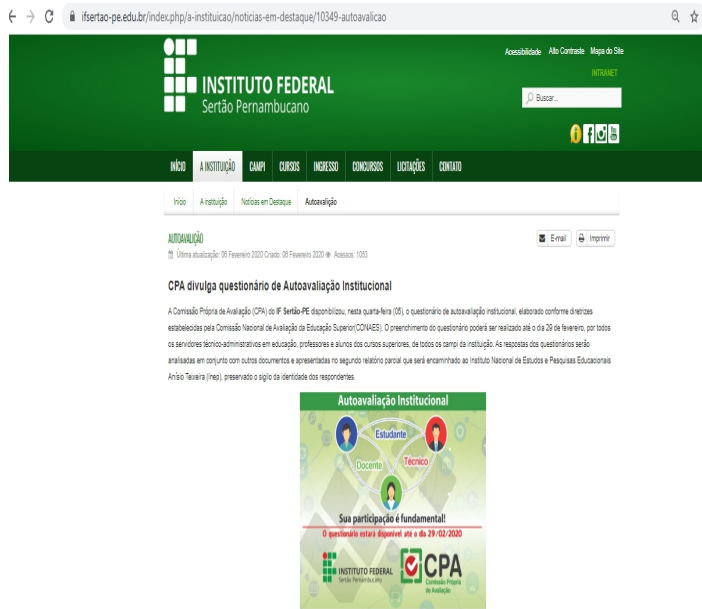 ifsertao-pe.edu.br/index.php/a-instituicao/noticias-em-destaque/10349-autoavalicao
Acessibilidade Alto Contraste Mapa do Site
INTRANET
INSTITUTO FEDERAL
Sertão Pernambucano
Buscar...
INÍCIO A INSTITUIÇÃO CAMPI CURSOS INGRESSO CONCURSOS LICITAÇÕES CONTATO
Início A Instituição Notícias em Destaque Autoavalição
AUTOAVALIÇÃO
E-mail Imprimir
Última atualização: 06 Fevereiro 2020 Criado: 06 Fevereiro 2020 Acessos: 1083
CPA divulga questionário de Autoavaliação Institucional
A Comissão Própria de Avaliação (CPA) do IF Sertão-PE disponibilizou, nesta quarta-feira (05), o questionário de autoavaliação institucional, elaborado conforme diretrizes
estabelecidas pela Comissão Nacional de Avaliação da Educação Superior(CONAES). O preenchimento do questionário poderá ser realizado até o dia 29 de fevereiro, por todos
os servidores técnico-administrativos em educação, professores e alunos dos cursos superiores, de todos os campi da instituição. As respostas dos questionários serão
analisadas em conjunto com outros documentos e apresentadas no segundo relatório parcial que será encaminhado ao Instituto Nacional de Estudos e Pesquisas Educacionais
Anísio Teixeira (Inep), preservado o sigilo da identidade dos respondentes.
Autoavaliação Institucional
Estudante
Docente Técnico
Sua participação é fundamental!
O questionário estará disponível até o dia 29/02/2020
INSTITUTO FEDERAL
Sertão Pernambucano
CPA
Comissão Própria
de Avaliação